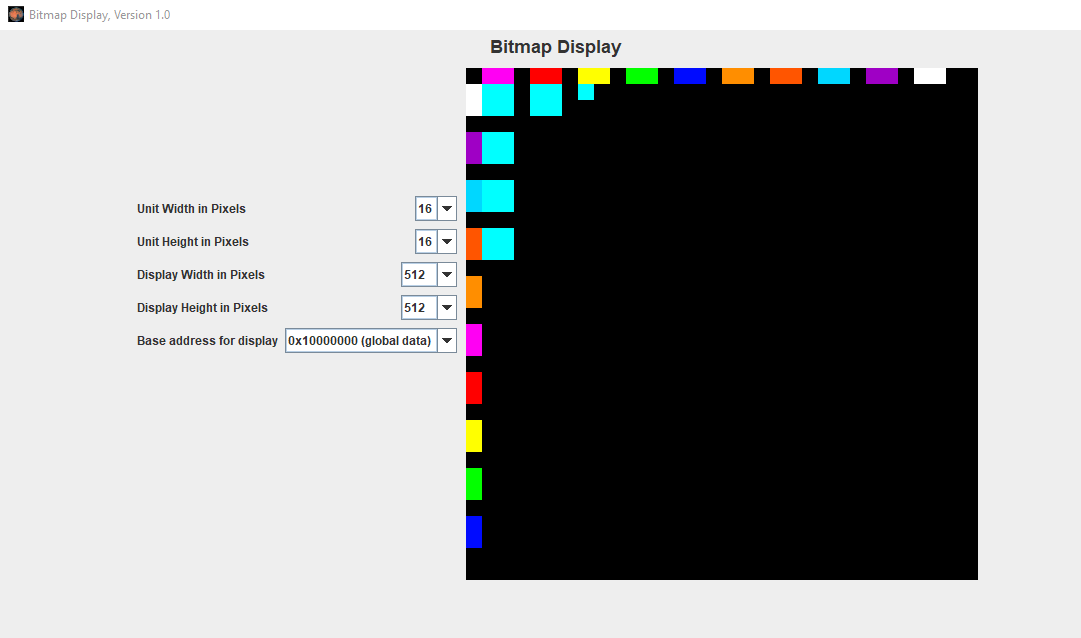 Bitmap Display, Version 1.0
Bitmap Display
Unit Width in Pixels 16
Unit Height in Pixels 16
Display Width in Pixels 512
Display Height in Pixels 512
Base address for display 0x10000000 (global data)